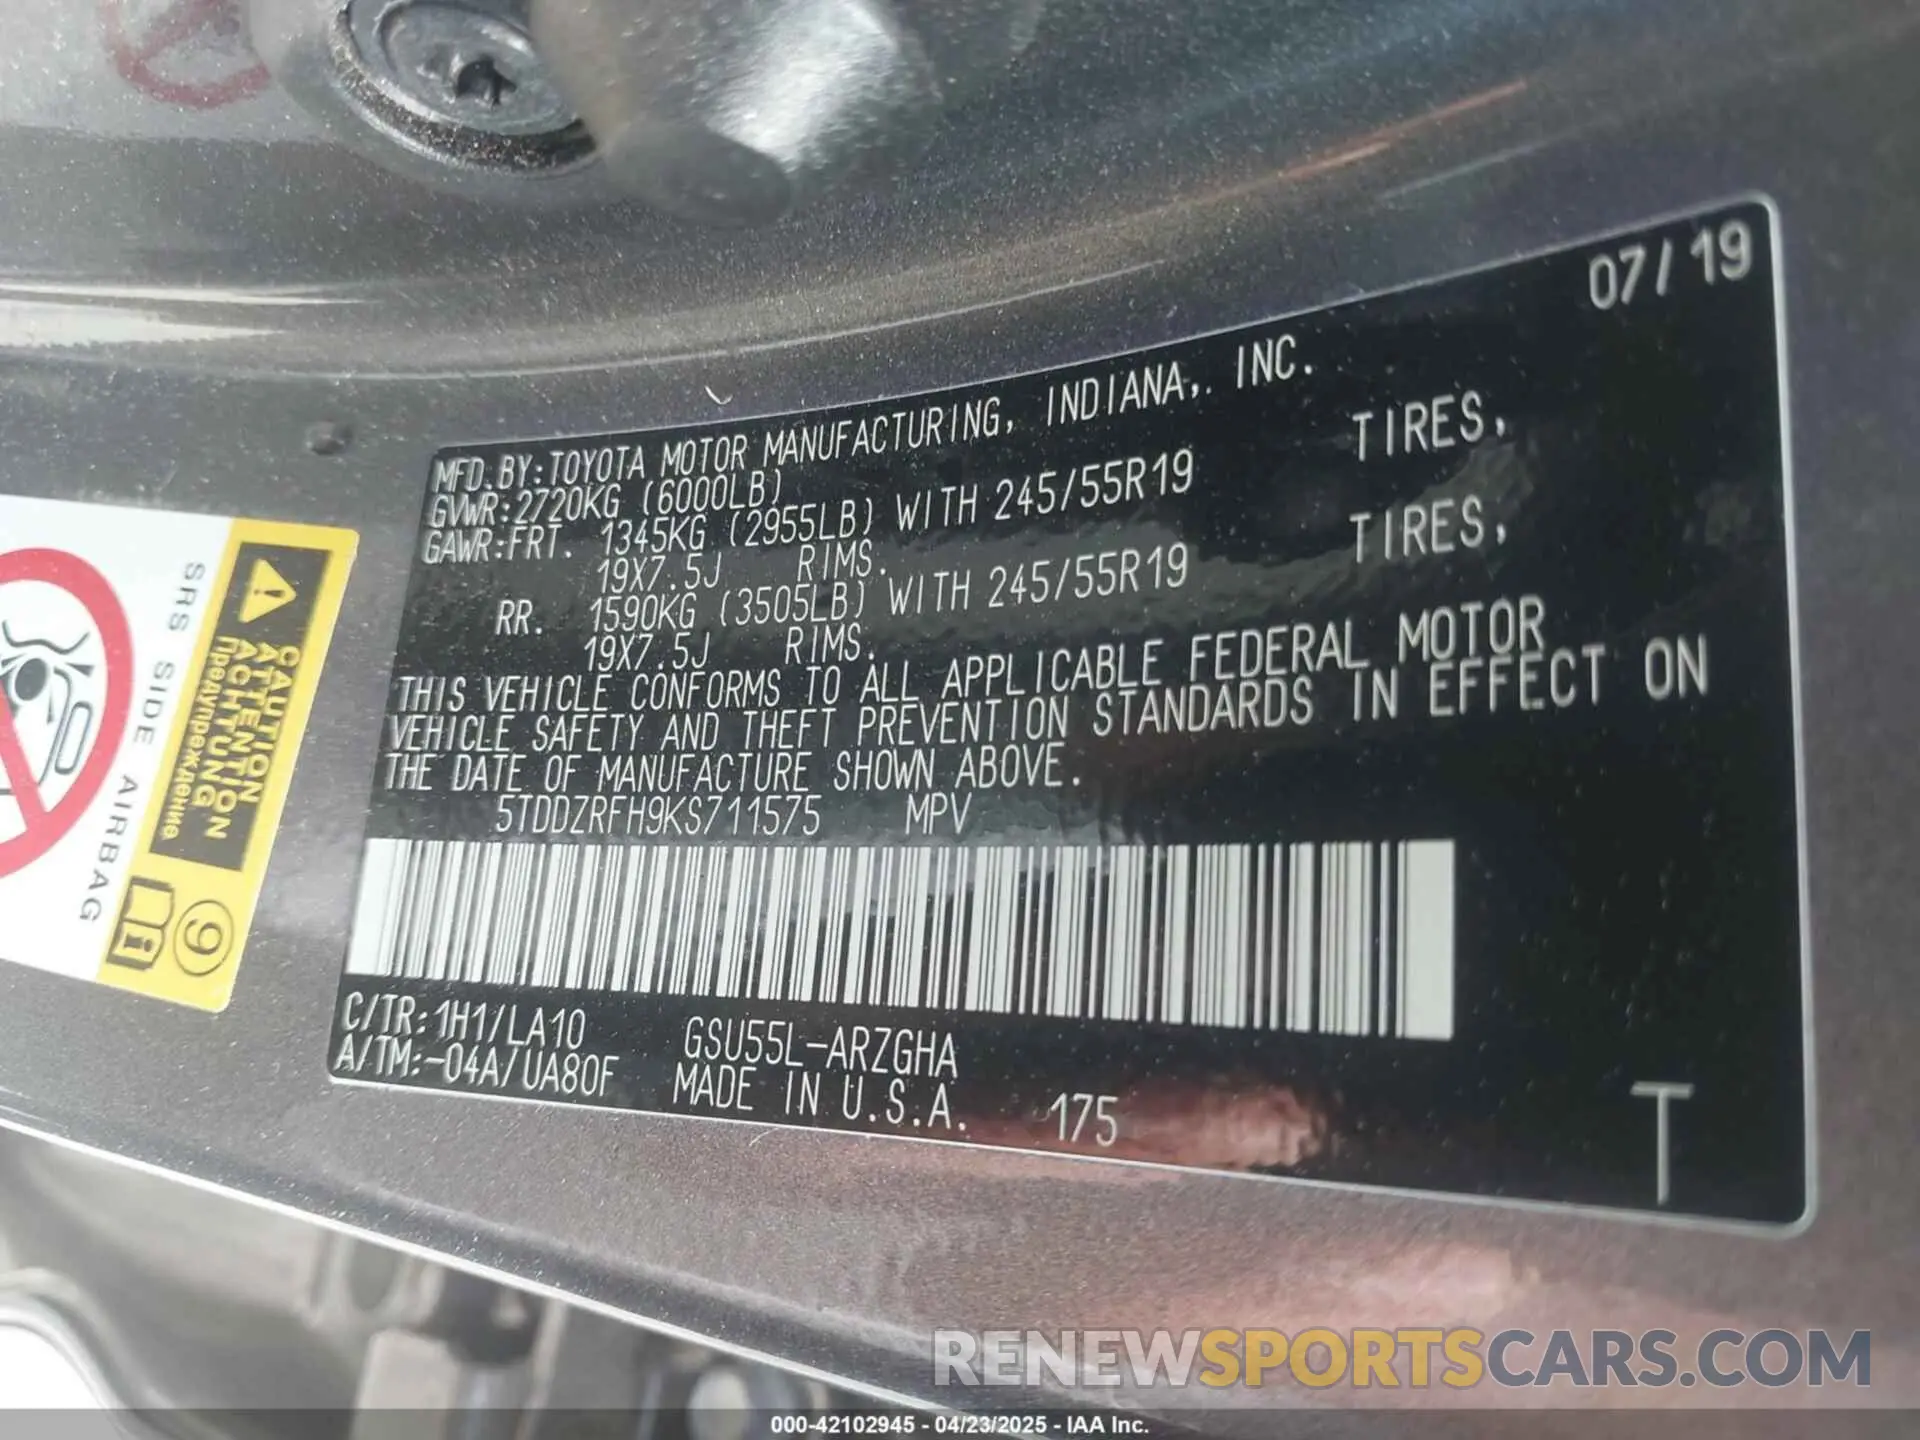 07/19
MFD.BY:TOYOTA MOTOR MANUFACTURING, INDIANA, INC.
GVWR:2720KG (6000LB)
GAWR:FRT. 1345KG (2955LB) WITH 245/55R19 TIRES,
19X7.5J RIMS.
RR. 1590KG (3505LB) WITH 245/55R19 TIRES,
19X7.5J RIMS.
THIS VEHICLE CONFORMS TO ALL APPLICABLE FEDERAL MOTOR
VEHICLE SAFETY AND THEFT PREVENTION STANDARDS IN EFFECT ON
THE DATE OF MANUFACTURE SHOWN ABOVE.
5TDDZRFH9KS711575 MPV
C/TR:1H1/LA10 GSU55L-ARZGHA
A/TM:-04A/UA80F MADE IN U.S.A. 175
T
CAUTION
ATTENTION
ACHTUNG
Предупреждение
SRS SIDE AIRBAG
9
i
RENEWSPORTSCARS.COM
000-42102945 - 04/23/2025 - IAA Inc.